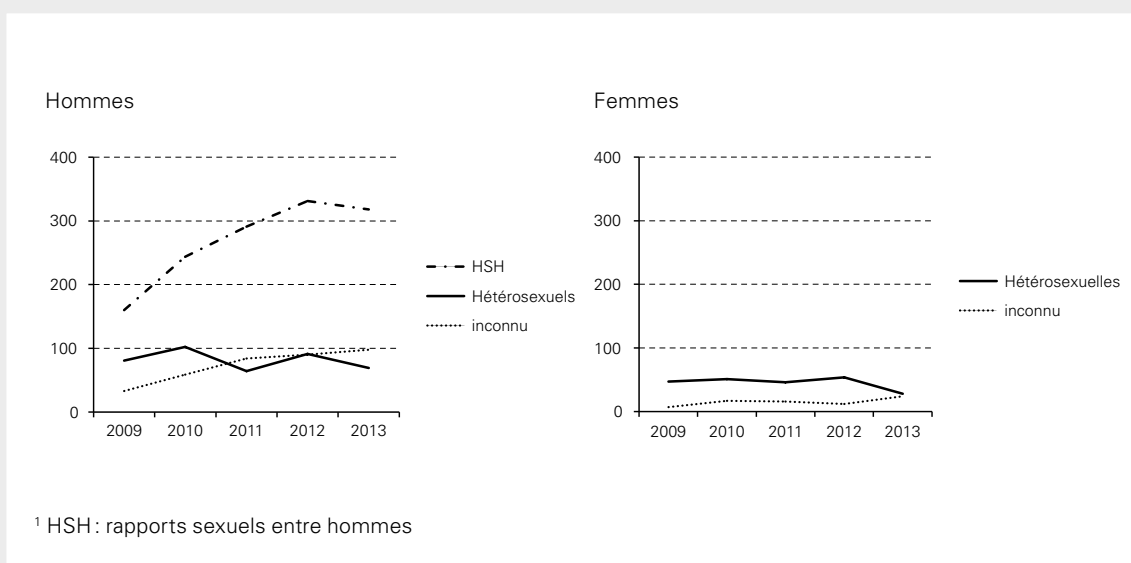 Hommes
400
300
200
100
0
2009 2010 2011 2012 2013
HSH
Hétérosexuels
inconnu
Femmes
400
300
200
100
0
2009 2010 2011 2012 2013
Hétérosexuelles
inconnu
¹ HSH : rapports sexuels entre hommes